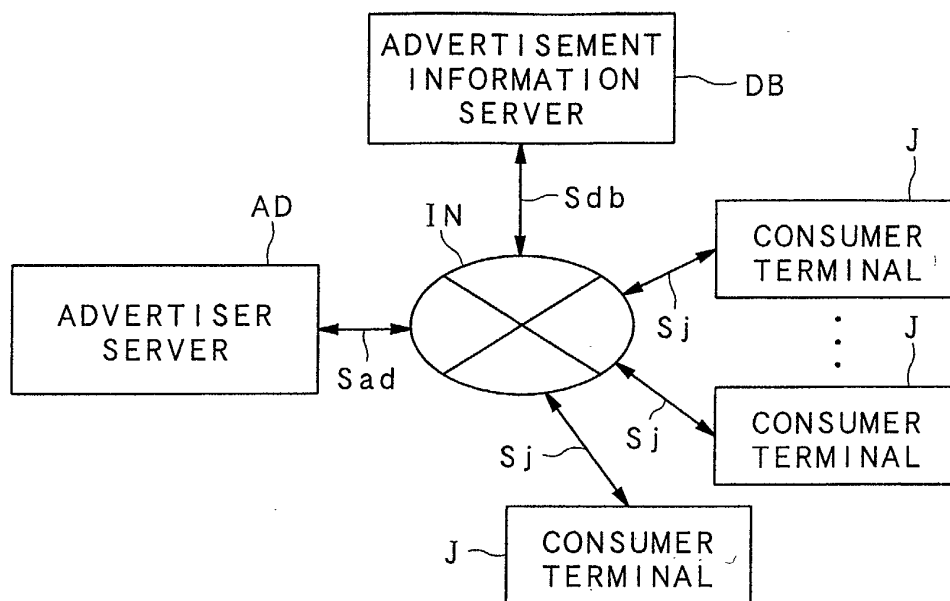 ADVERTISEMENT
INFORMATION
SERVER
DB
Sdb
AD
IN
ADVERTISER
SERVER
Sad
J
CONSUMER
TERMINAL
Sj
J
CONSUMER
TERMINAL
Sj
Sj
J
CONSUMER
TERMINAL